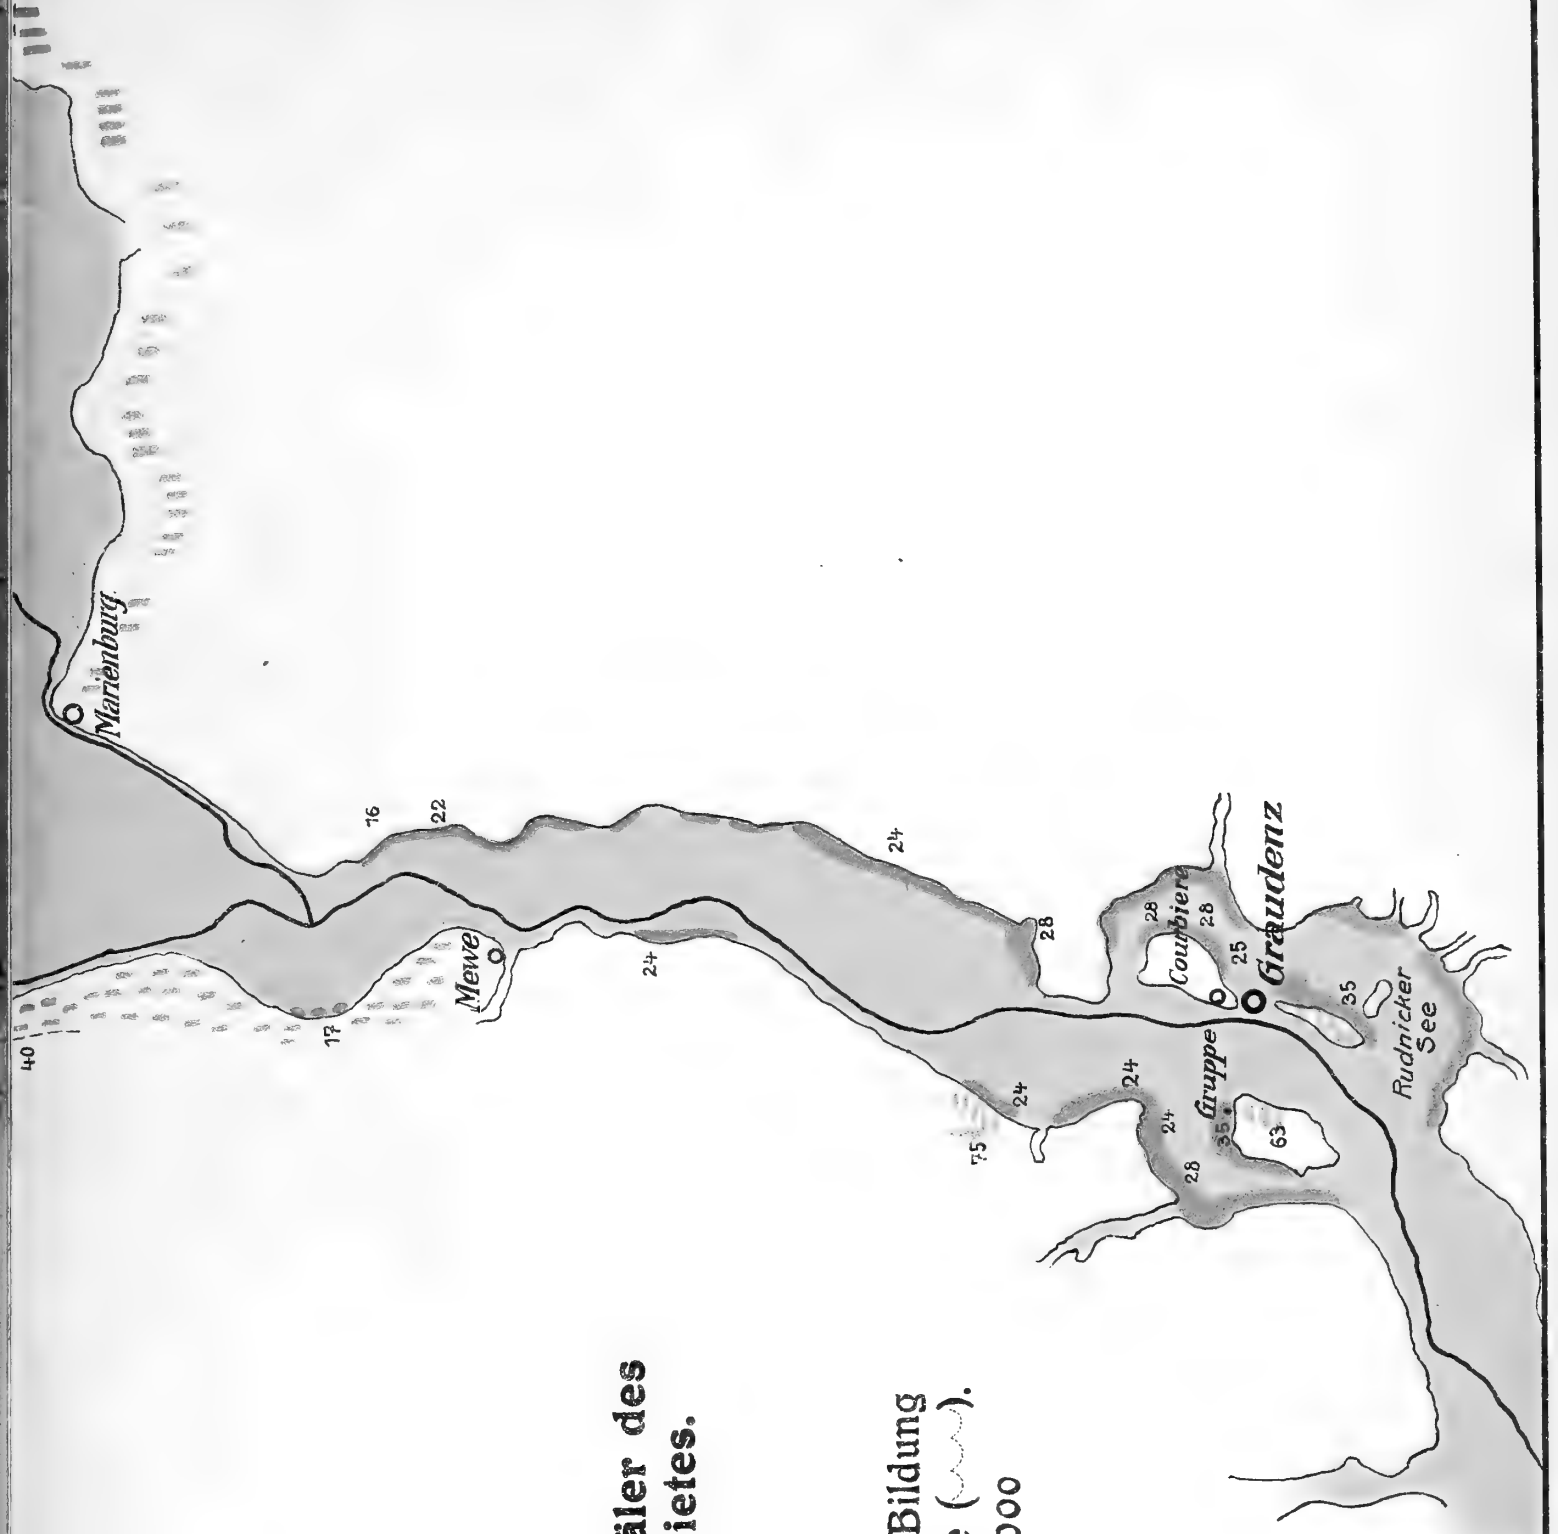 40
Marienburg.
16
22
17
Mewe
24
24
28
75
24
24
24
28
28
Courbiere
28
25
Graudenz
Gruppe
35
63
35
Rudnicker
See
äler des
ietes.
Bildung
).
000